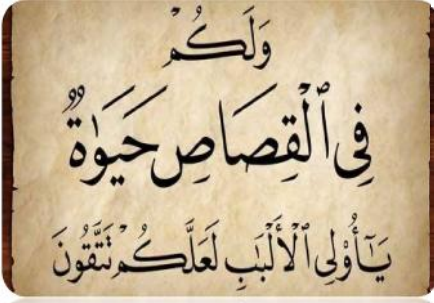 وَلَكُمْ
فِى ٱلْقِصَاصِ حَيَوٰةٌ
يَـٰٓأُو۟لِى ٱلْأَلْبَـٰبِ لَعَلَّكُمْ تَتَّقُونَ